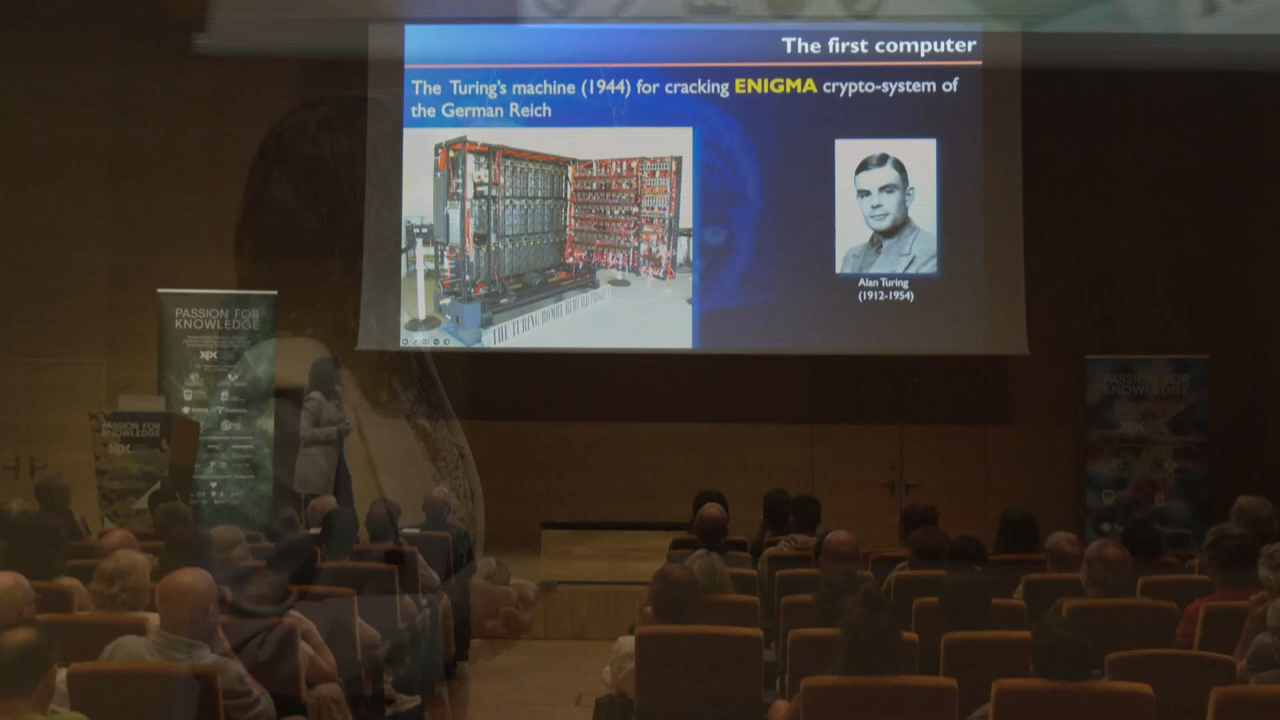 The first computer
The Turing's machine (1944) for cracking ENIGMA crypto-system of
the German Reich
THE TURING BOMBE REBUILD PROJECT
Alan Turing
(1912-1954)
PASSION FOR
KNOWLEDGE
PASSION FOR
KNOWLEDGE
PASSION FOR
KNOWLEDGE